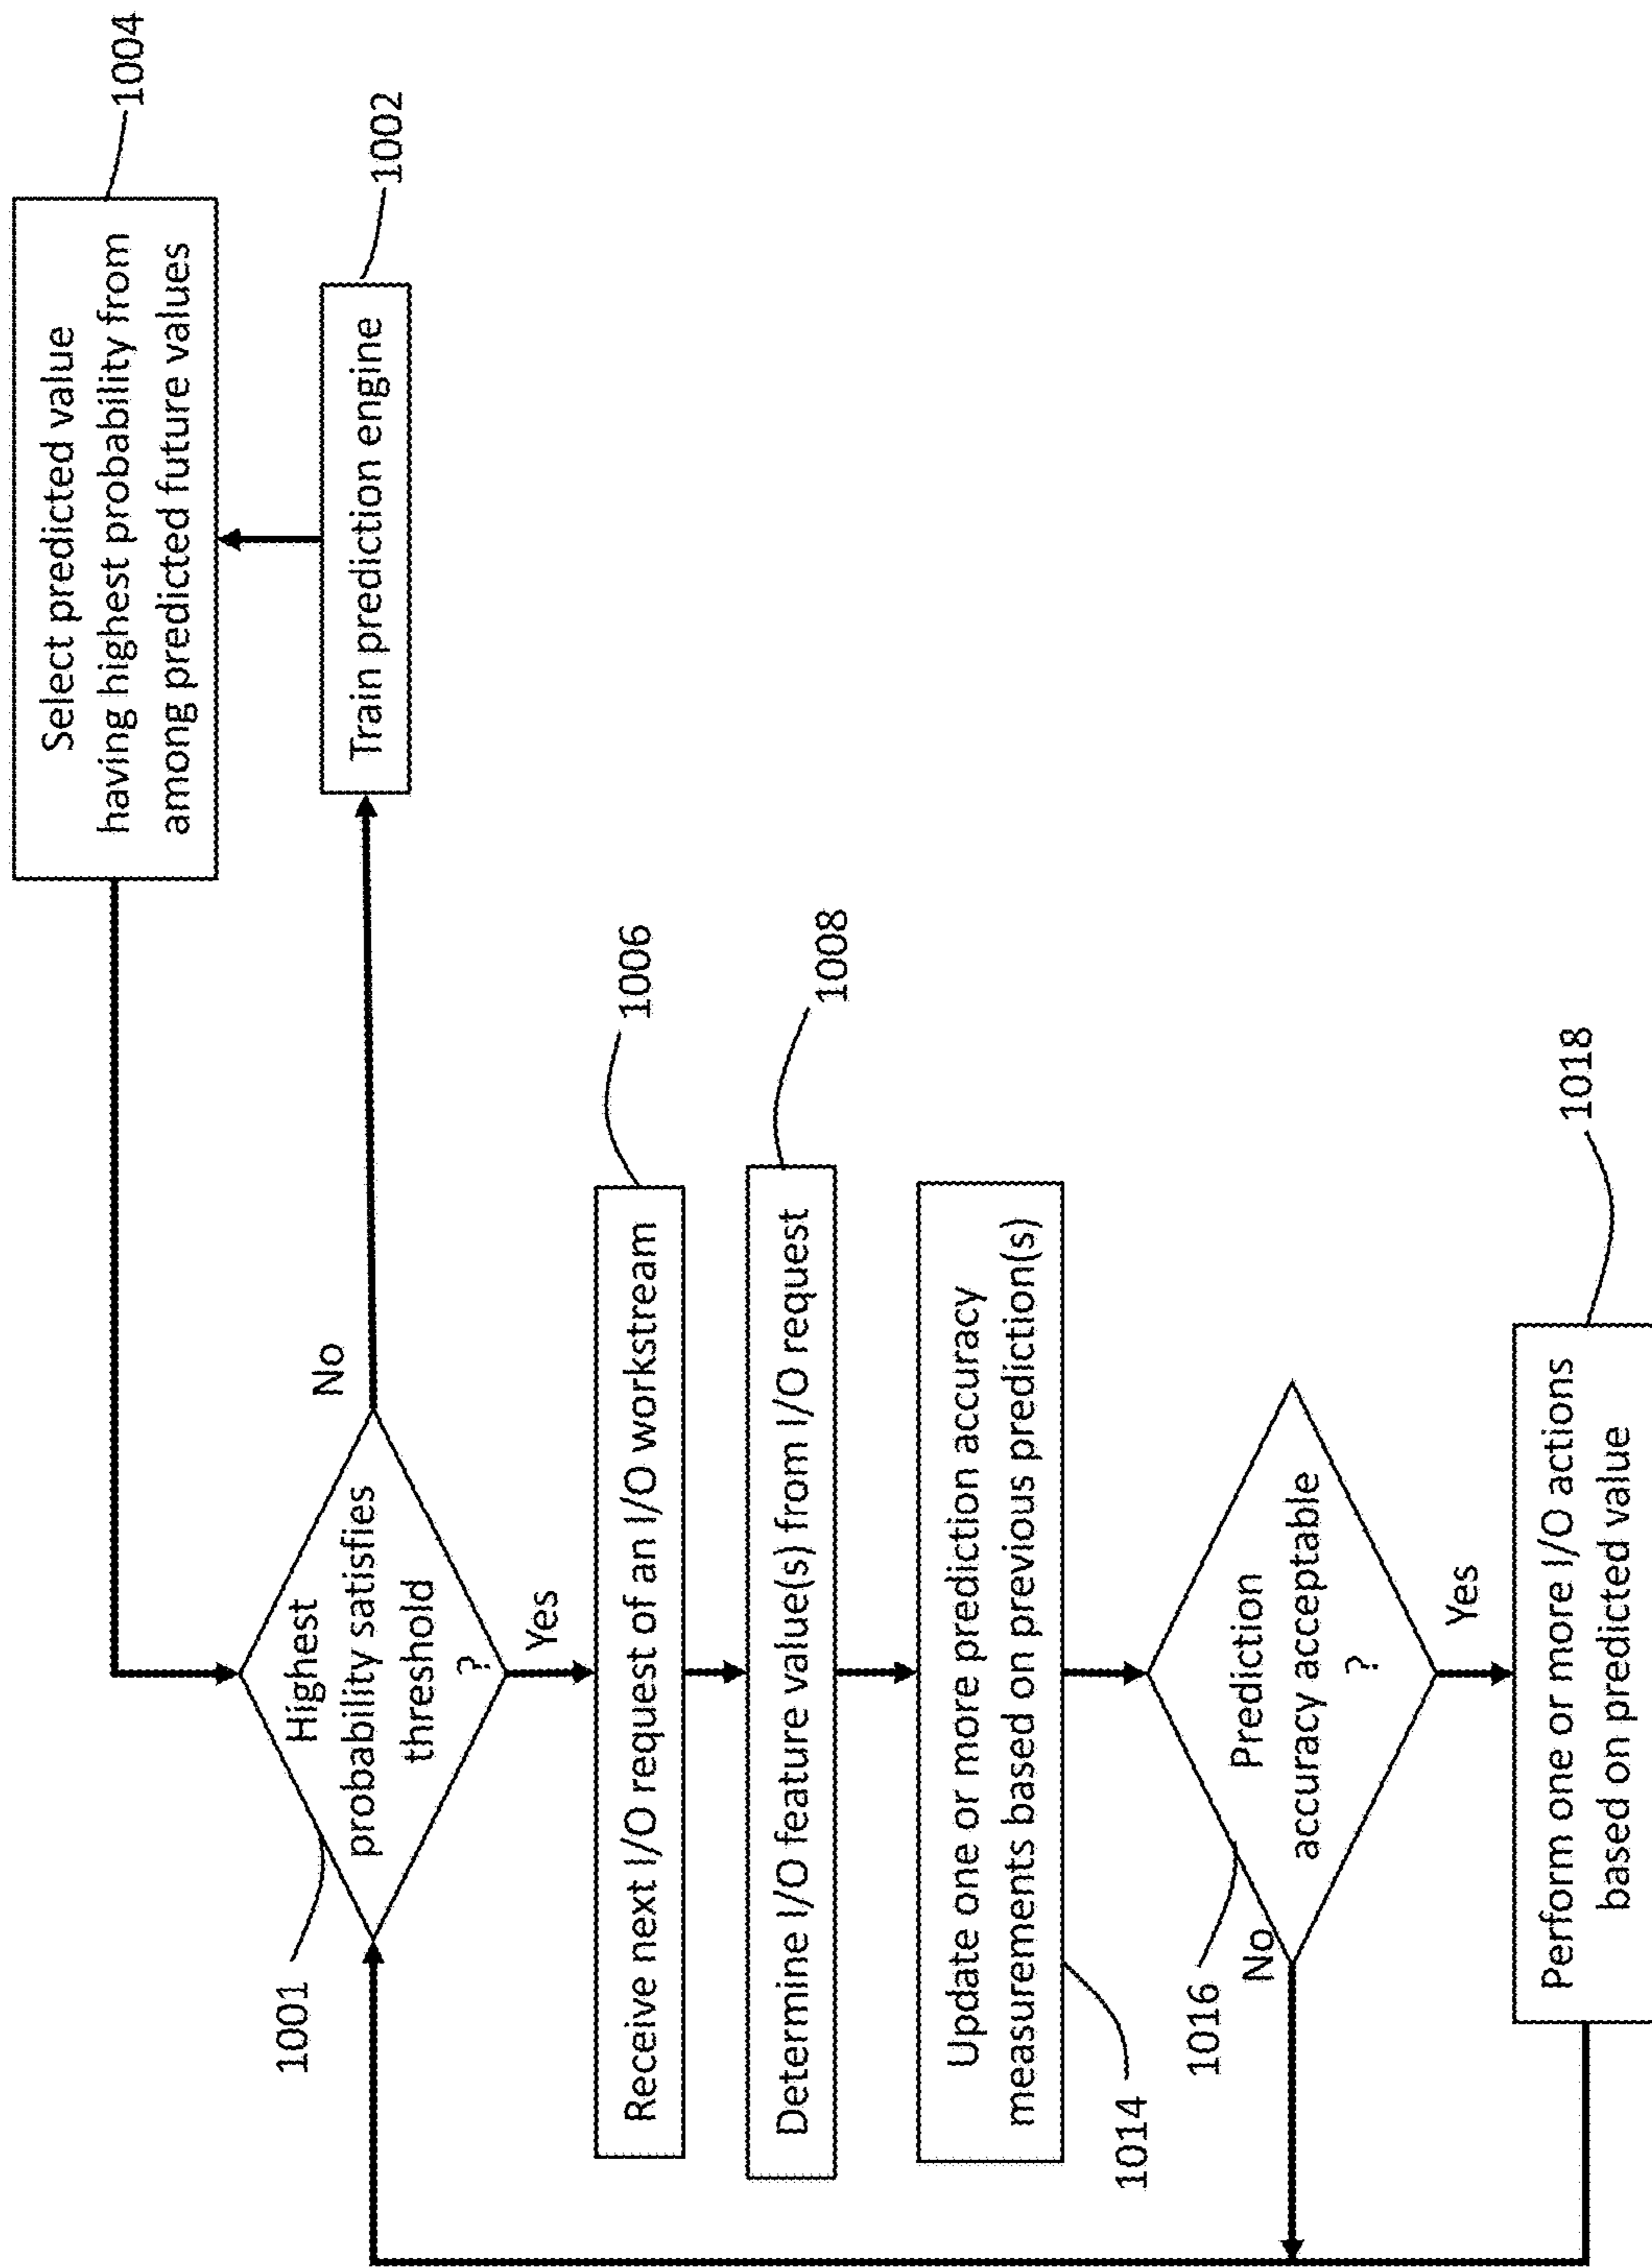 Select predicted value
having highest probability from
among predicted future values
1004
Train prediction engine
1002
Highest
probability satisfies
threshold
?
1001
No
Yes
Receive next I/O request of an I/O workstream
1006
Determine I/O feature value(s) from I/O request
1008
Update one or more prediction accuracy
measurements based on previous prediction(s)
1014
Prediction
accuracy acceptable
?
1016
No
Yes
Perform one or more I/O actions
based on predicted value
1018